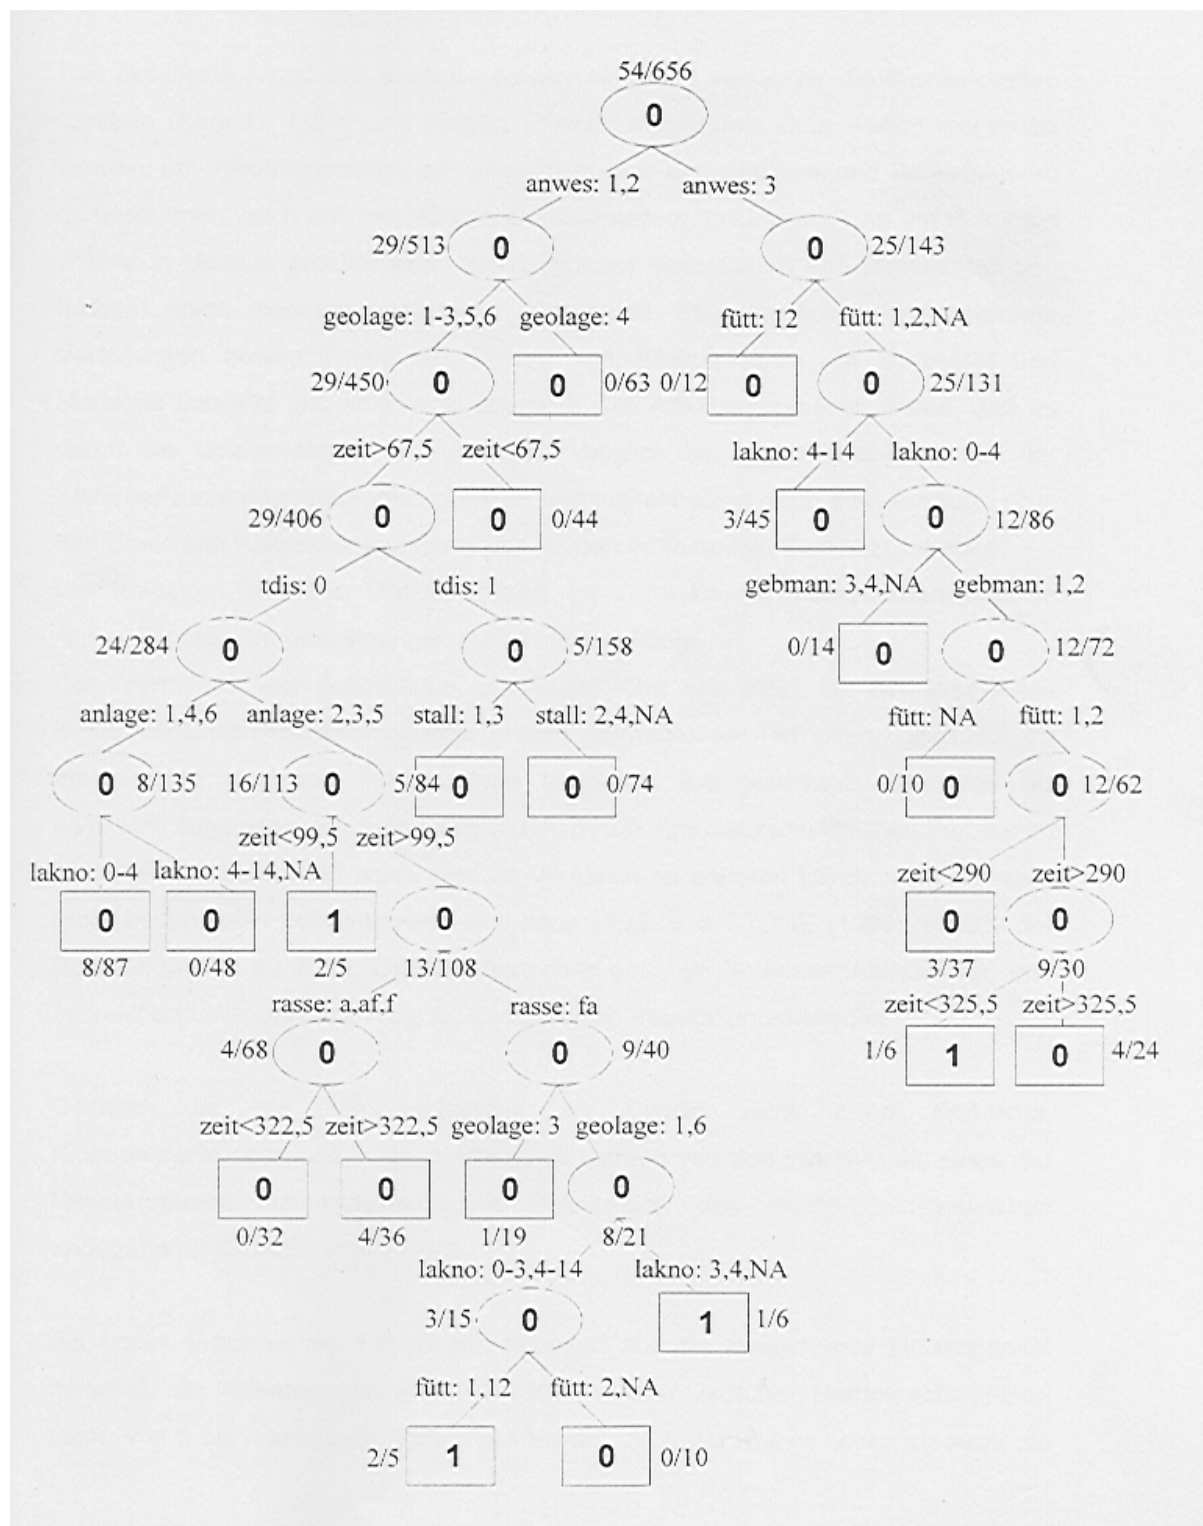 54/656
0
anwes: 1,2 anwes: 3
29/513 0 0 25/143
geolage: 1-3,5,6 geolage: 4 fütt: 12 fütt: 1,2,NA
29/450 0 0 0/63 0/12 0 0 25/131
zeit>67,5 zeit<67,5 lakno: 4-14 lakno: 0-4
29/406 0 0 0/44 3/45 0 0 12/86
tdis: 0 tdis: 1 gebman: 3,4,NA gebman: 1,2
24/284 0 0 5/158 0/14 0 0 12/72
anlage: 1,4,6 anlage: 2,3,5 stall: 1,3 stall: 2,4,NA fütt: NA fütt: 1,2
0 8/135 16/113 0 5/84 0 0 0/74 0/10 0 0 12/62
zeit<99,5 zeit>99,5
lakno: 0-4 lakno: 4-14,NA zeit<290 zeit>290
0 0 1 0 0 0
8/87 0/48 2/5 13/108 3/37 9/30
rasse: a,af,f rasse: fa zeit<325,5 zeit>325,5
4/68 0 0 9/40 1/6 1 0 4/24
zeit<322,5 zeit>322,5 geolage: 3 geolage: 1,6
0 0 0 0
0/32 4/36 1/19 8/21
lakno: 0-3,4-14 lakno: 3,4,NA
3/15 0 1 1/6
fütt: 1,12 fütt: 2,NA
2/5 1 0 0/10